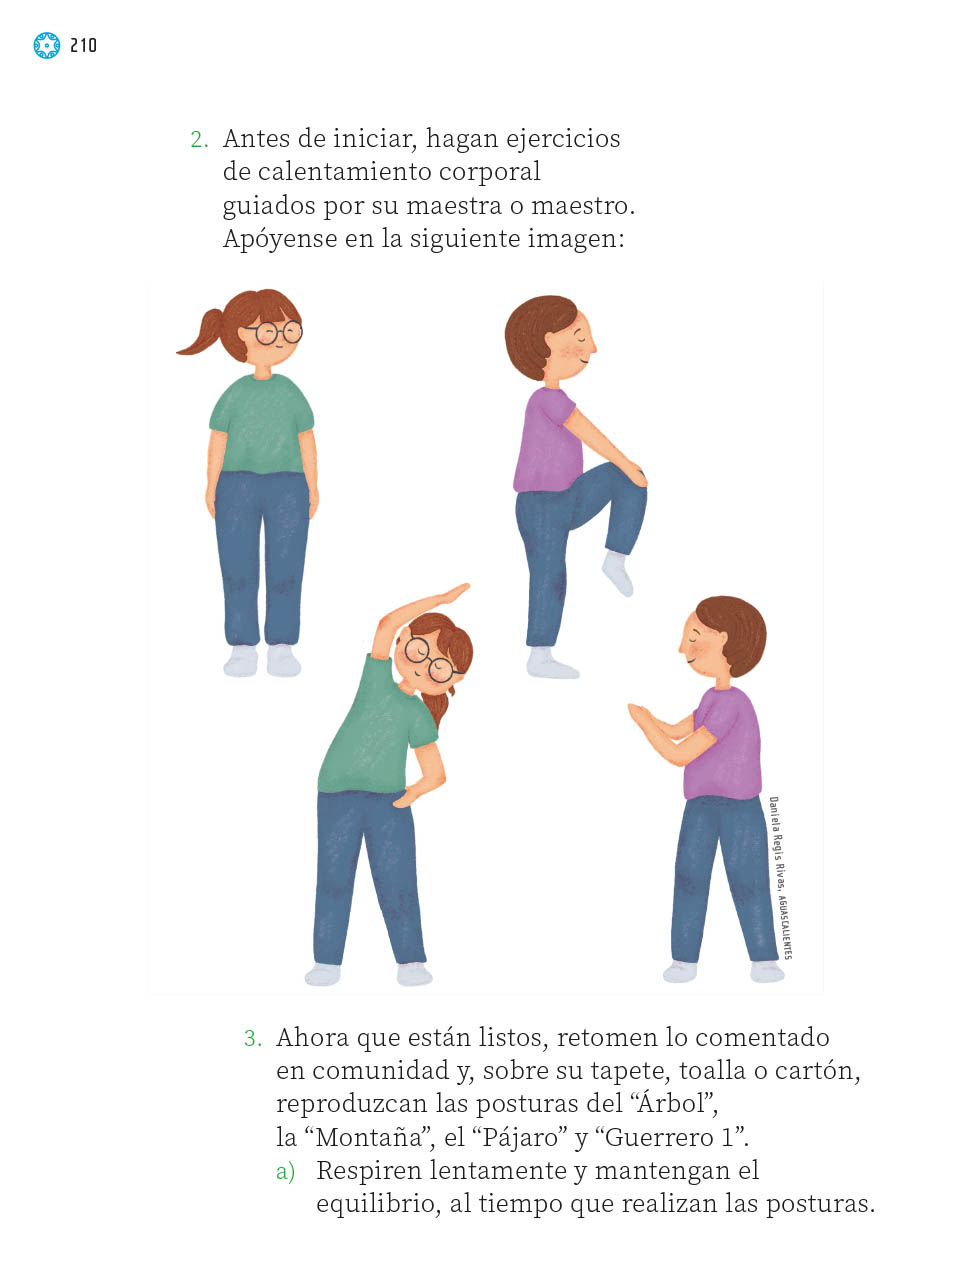 210
2. Antes de iniciar, hagan ejercicios
de calentamiento corporal
guiados por su maestra o maestro.
Apóyense en la siguiente imagen:
Daniela Regis Rivas, AGUASCALIENTES
3. Ahora que están listos, retomen lo comentado
en comunidad y, sobre su tapete, toalla o cartón,
reproduzcan las posturas del “Árbol”,
la “Montaña”, el “Pájaro” y “Guerrero 1”.
a) Respiren lentamente y mantengan el
equilibrio, al tiempo que realizan las posturas.